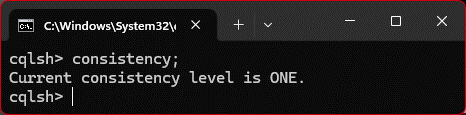 C:\Windows\System32\c
cqlsh> consistency;
Current consistency level is ONE.
cqlsh>